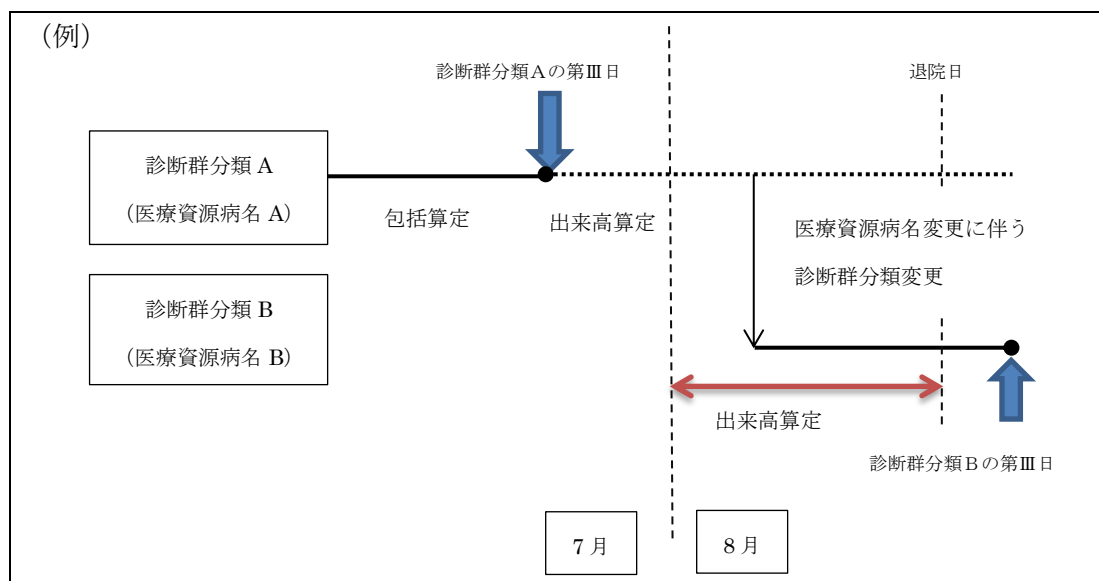 （例）
診断群分類Aの第Ⅲ日
退院日
診断群分類 A
（医療資源病名 A）
包括算定
出来高算定
医療資源病名変更に伴う
診断群分類変更
診断群分類 B
（医療資源病名 B）
出来高算定
診断群分類Bの第Ⅲ日
7 月
8 月